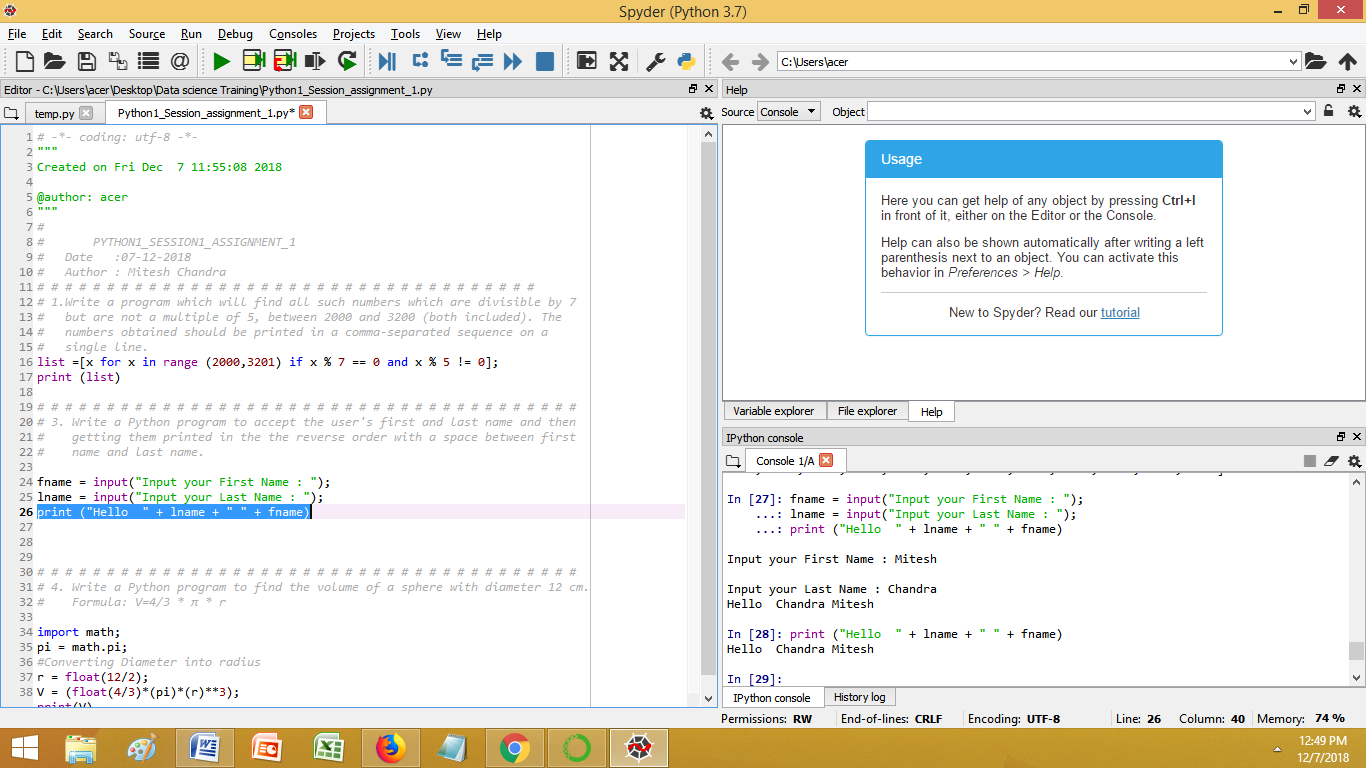 Spyder (Python 3.7)
File Edit Search Source Run Debug Consoles Projects Tools View Help
C:\Users\acer
Editor - C:\Users\acer\Desktop\Data science Training\Python1_Session_assignment_1.py
temp.py Python1_Session_assignment_1.py*
1 # -*- coding: utf-8 -*-
2 """
3 Created on Fri Dec  7 11:55:08 2018
4
5 @author: acer
6 """
7 #
8 #       PYTHON1_SESSION1_ASSIGNMENT_1
9 #   Date   :07-12-2018
10 #   Author : Mitesh Chandra
11 # # # # # # # # # # # # # # # # # # # # # # # # # # # # # # # # # # # #
12 # 1.Write a program which will find all such numbers which are divisible by 7
13 #   but are not a multiple of 5, between 2000 and 3200 (both included). The
14 #   numbers obtained should be printed in a comma-separated sequence on a
15 #   single line.
16 list =[x for x in range (2000,3201) if x % 7 == 0 and x % 5 != 0];
17 print (list)
18
19 # # # # # # # # # # # # # # # # # # # # # # # # # # # # # # # # # # # # # # #
20 # 3. Write a Python program to accept the user's first and last name and then
21 #    getting them printed in the the reverse order with a space between first
22 #    name and last name.
23
24 fname = input("Input your First Name : ");
25 lname = input("Input your Last Name : ");
26 print ("Hello  " + lname + " " + fname)
27
28
29
30 # # # # # # # # # # # # # # # # # # # # # # # # # # # # # # # # # # # # # # #
31 # 4. Write a Python program to find the volume of a sphere with diameter 12 cm.
32 #    Formula: V=4/3 * π * r
33
34 import math;
35 pi = math.pi;
36 #Converting Diameter into radius
37 r = float(12/2);
38 V = (float(4/3)*(pi)*(r)**3);
print(V)
Help
Source Console Object
Usage
Here you can get help of any object by pressing Ctrl+I
in front of it, either on the Editor or the Console.
Help can also be shown automatically after writing a left
parenthesis next to an object. You can activate this
behavior in Preferences > Help.
New to Spyder? Read our tutorial
Variable explorer File explorer Help
IPython console
Console 1/A
In [27]: fname = input("Input your First Name : ");
    ...: lname = input("Input your Last Name : ");
    ...: print ("Hello  " + lname + " " + fname)
Input your First Name : Mitesh
Input your Last Name : Chandra
Hello  Chandra Mitesh
In [28]: print ("Hello  " + lname + " " + fname)
Hello  Chandra Mitesh
In [29]:
IPython console History log
Permissions: RW End-of-lines: CRLF Encoding: UTF-8 Line: 26 Column: 40 Memory: 74 %
12:49 PM
12/7/2018